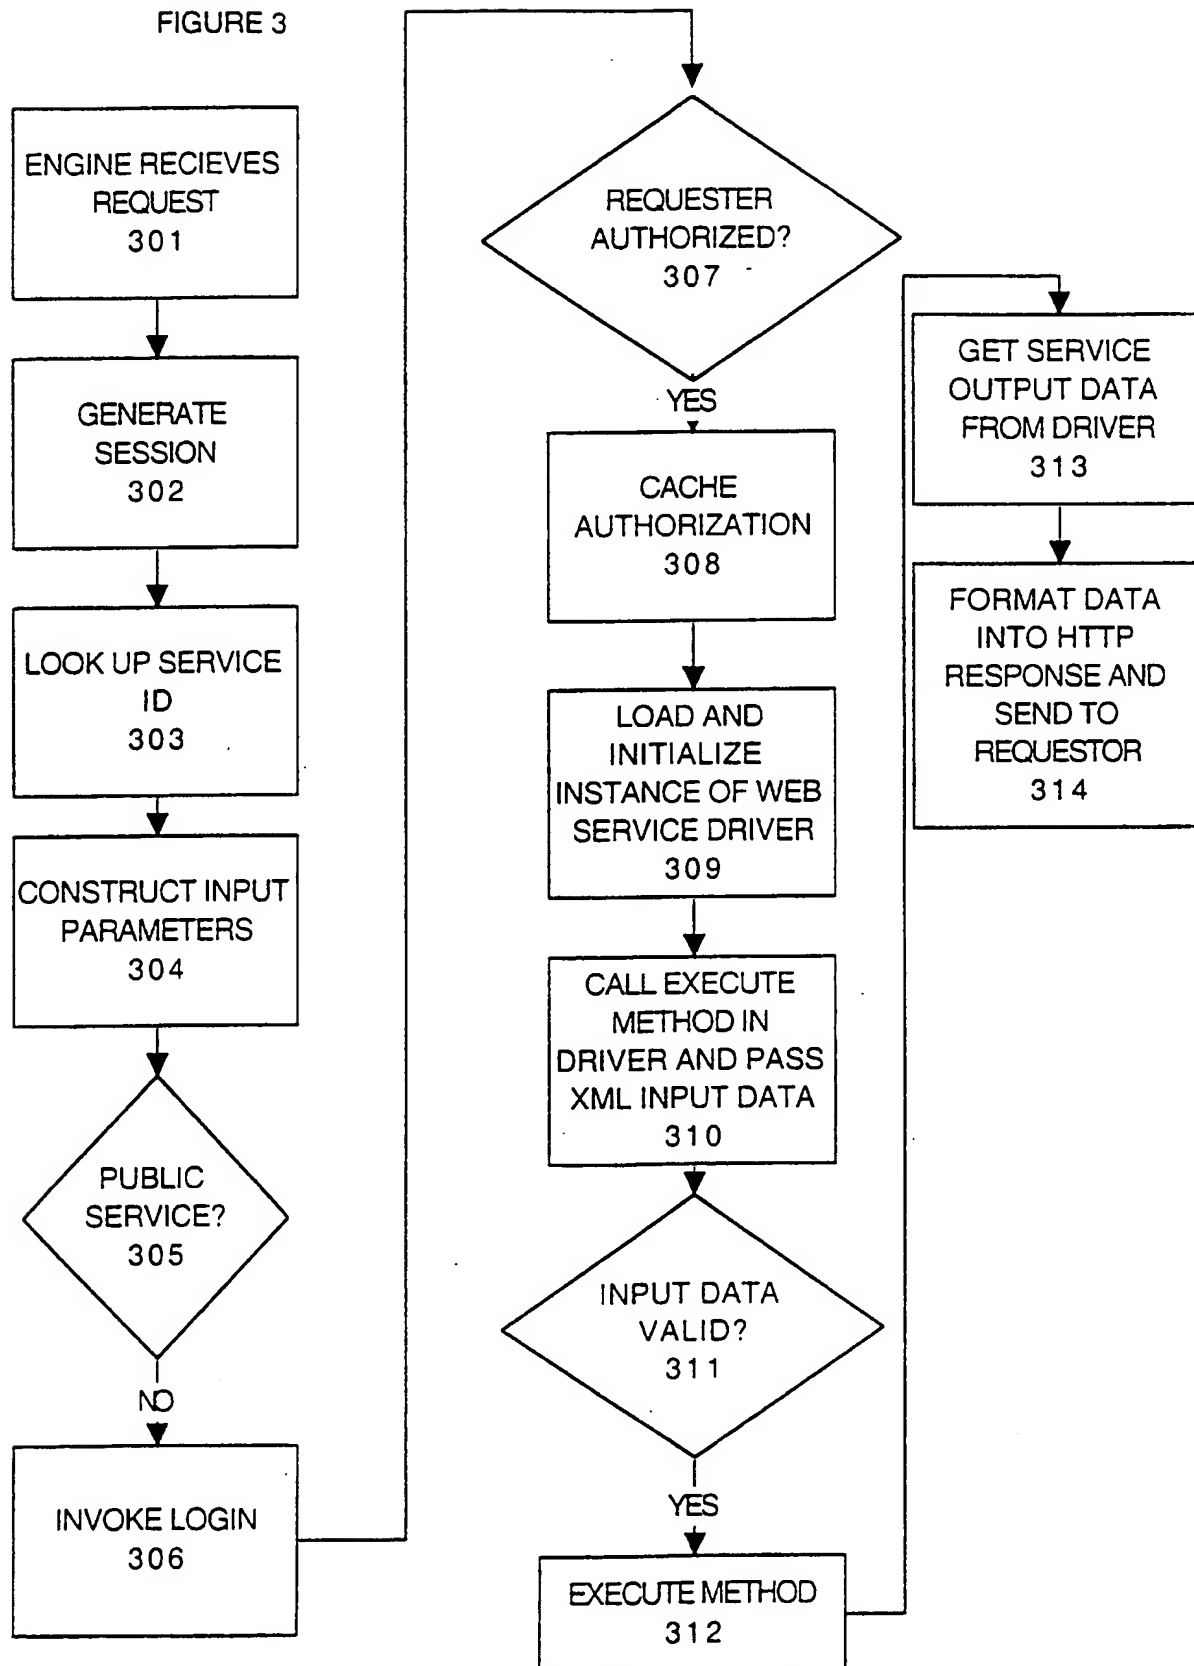 FIGURE 3
ENGINE RECIEVES
REQUEST
301
GENERATE
SESSION
302
LOOK UP SERVICE
ID
303
CONSTRUCT INPUT
PARAMETERS
304
PUBLIC
SERVICE?
305
NO
INVOKE LOGIN
306
REQUESTER
AUTHORIZED?
307
YES
CACHE
AUTHORIZATION
308
LOAD AND
INITIALIZE
INSTANCE OF WEB
SERVICE DRIVER
309
CALL EXECUTE
METHOD IN
DRIVER AND PASS
XML INPUT DATA
310
INPUT DATA
VALID?
311
YES
EXECUTE METHOD
312
GET SERVICE
OUTPUT DATA
FROM DRIVER
313
FORMAT DATA
INTO HTTP
RESPONSE AND
SEND TO
REQUESTOR
314